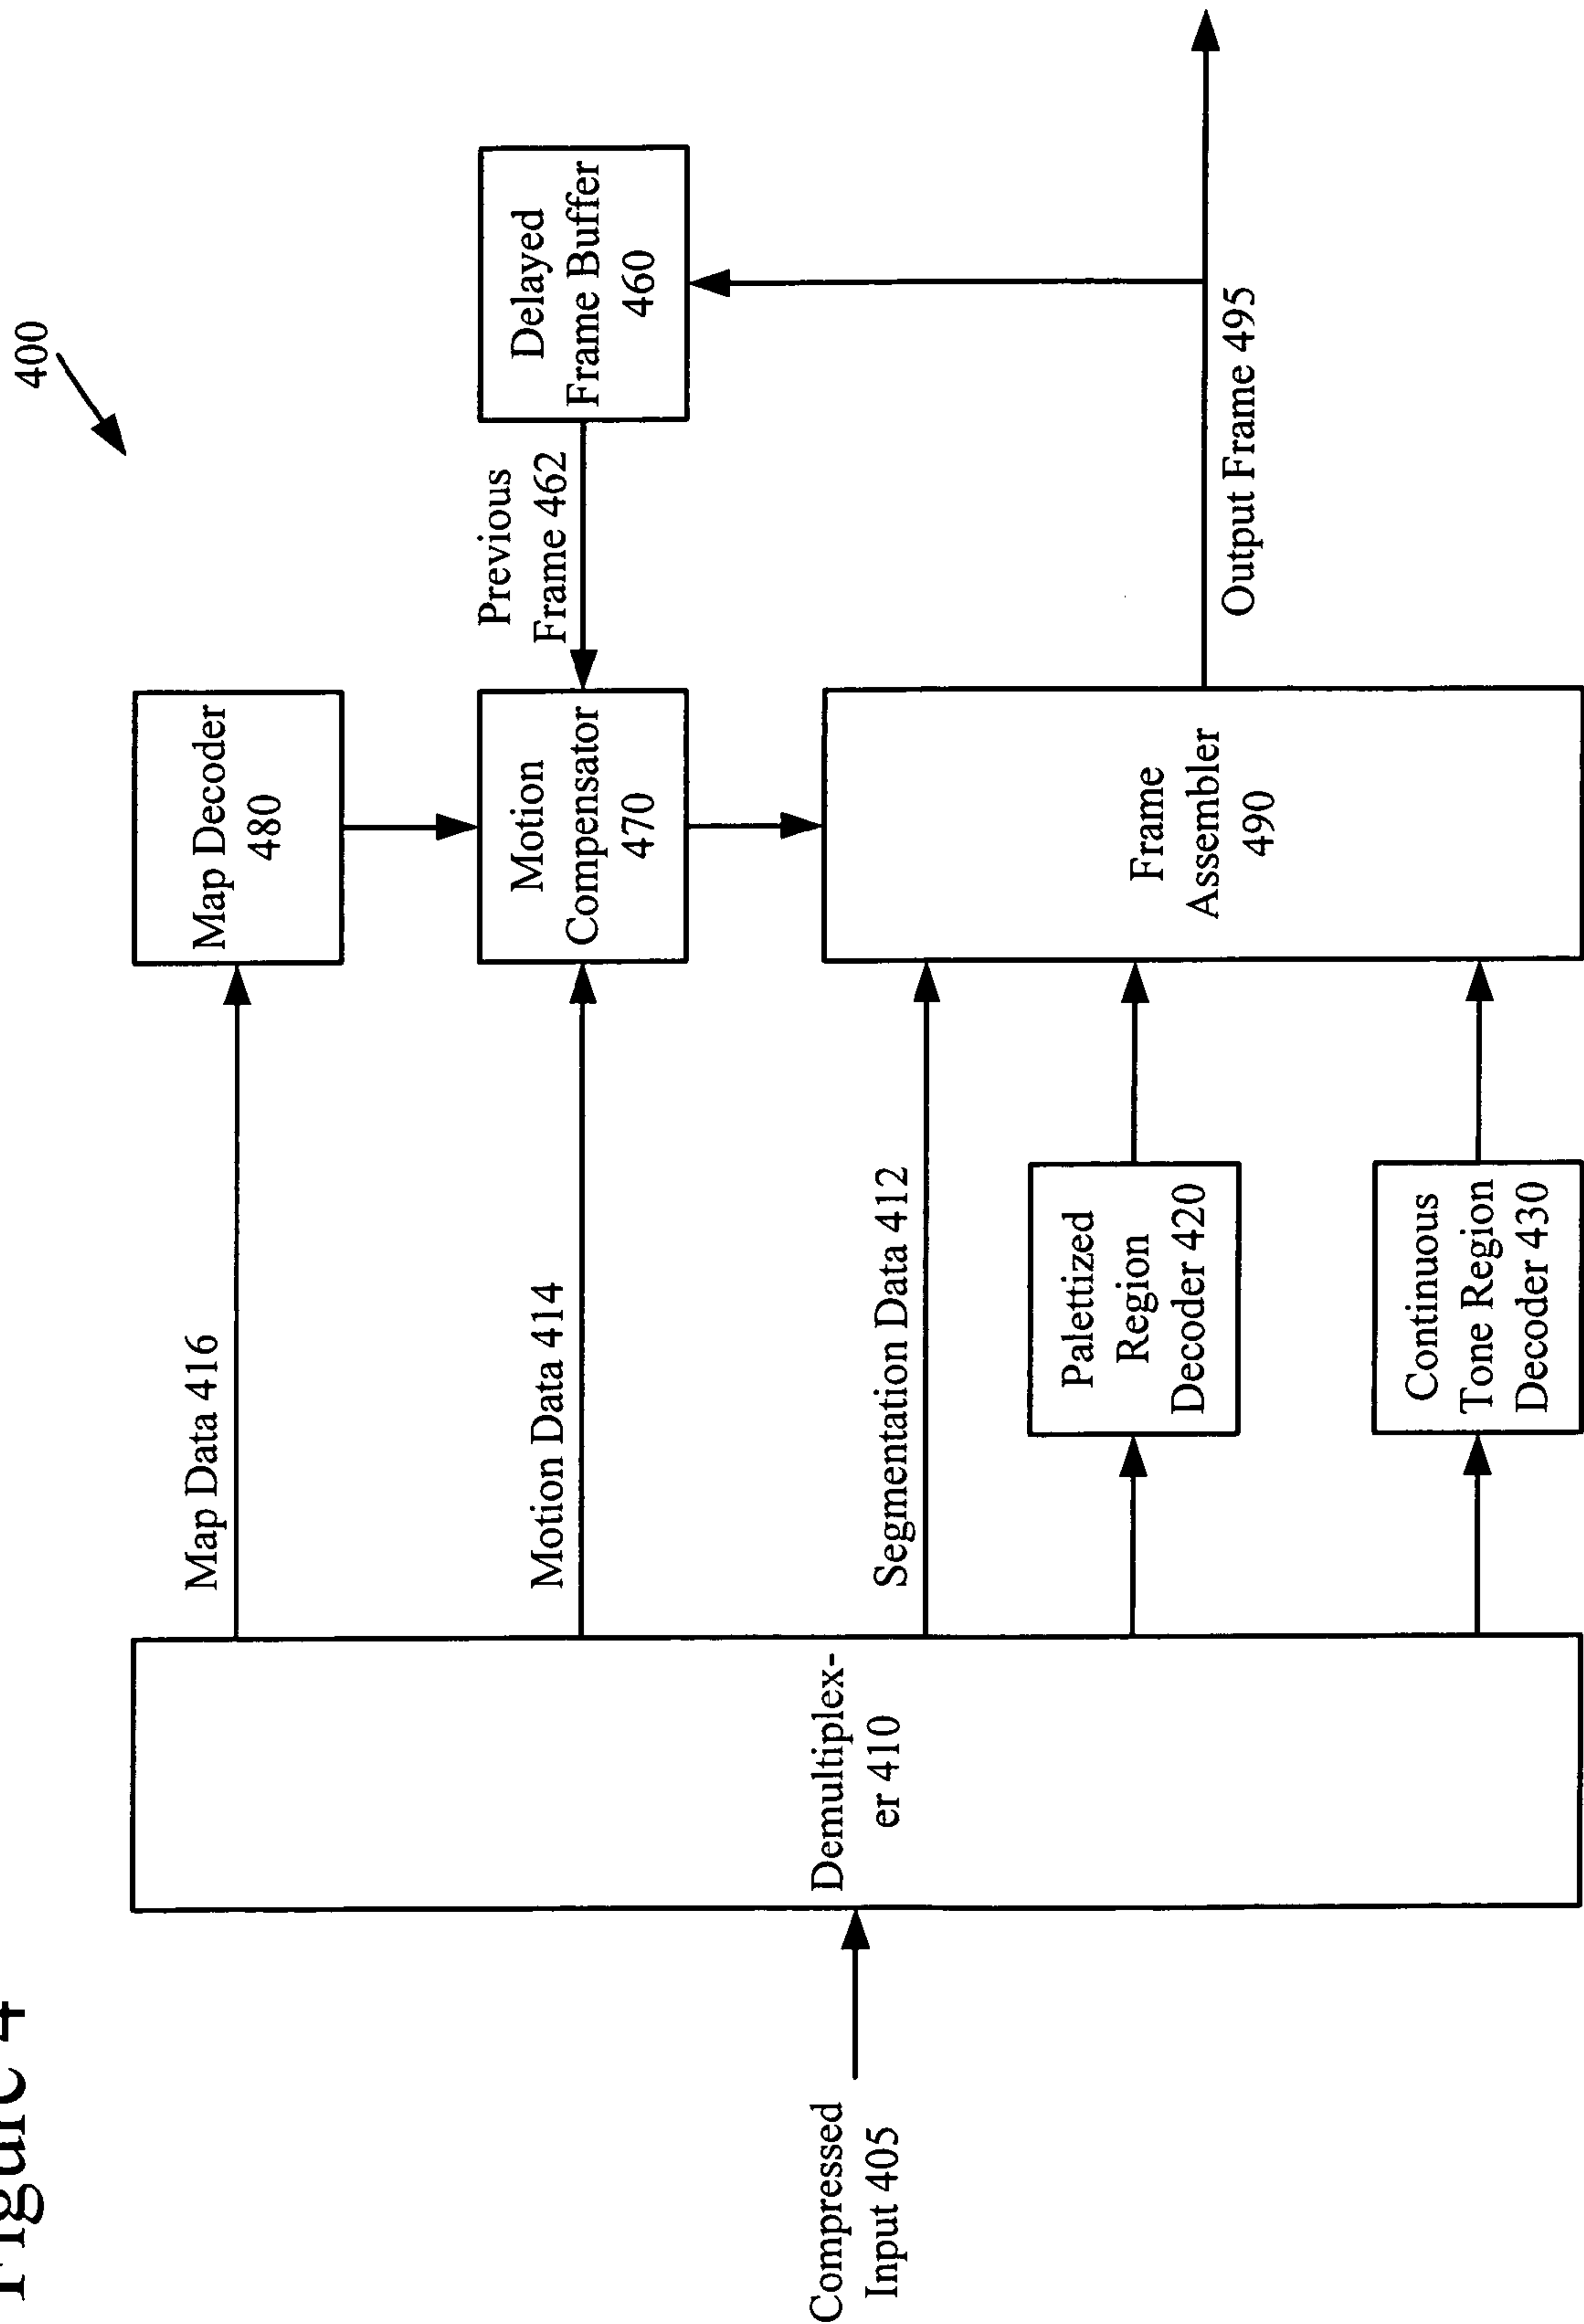 Figure 4
400
Map Data 416
Map Decoder
480
Motion Data 414
Motion
Compensator
470
Previous
Frame 462
Delayed
Frame Buffer
460
Compressed
Input 405
Demultiplex-
er 410
Segmentation Data 412
Palettized
Region
Decoder 420
Continuous
Tone Region
Decoder 430
Frame
Assembler
490
Output Frame 495